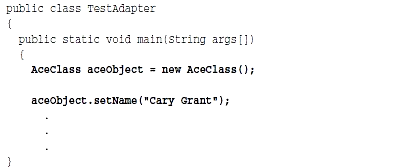 public class TestAdapter
{
public static void main(String args[])
{
AceClass aceObject = new AceClass();
aceObject.setName("Cary Grant");
.
.
.
}